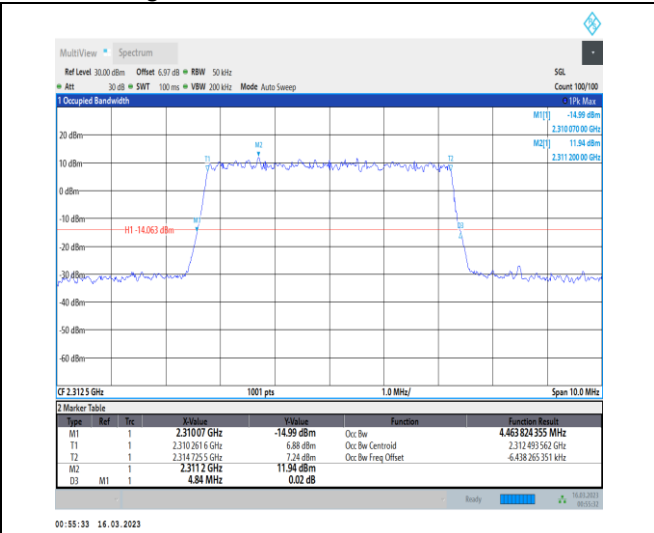 MultiView Spectrum
Ref Level 30.00 dBm Offset 6.97 dB RBW 50 kHz SGL
Att 30 dB SWT 100 ms VBW 200 kHz Mode Auto Sweep Count 100/100
1 Occupied Bandwidth 1Pk Max
M1[1] -14.99 dBm
2.310 070 00 GHz
20 dBm M2[1] 11.94 dBm
2.311 200 00 GHz
M2
10 dBm T1 T2
0 dBm
-10 dBm
M1 D3
H1 -14.063 dBm
-20 dBm
-30 dBm
-40 dBm
-50 dBm
-60 dBm
CF 2.312 5 GHz 1001 pts 1.0 MHz/ Span 10.0 MHz
2 Marker Table
Type Ref Trc X-Value Y-Value Function Function Result
M1 1 2.310 07 GHz -14.99 dBm Occ Bw 4.463 824 355 MHz
T1 1 2.310 261 6 GHz 6.88 dBm Occ Bw Centroid 2.312 493 562 GHz
T2 1 2.314 725 5 GHz 7.24 dBm Occ Bw Freq Offset -6.438 265 351 kHz
M2 1 2.311 2 GHz 11.94 dBm
D3 M1 1 4.84 MHz 0.02 dB
Ready 16.03.2023
00:55:32
00:55:33 16.03.2023